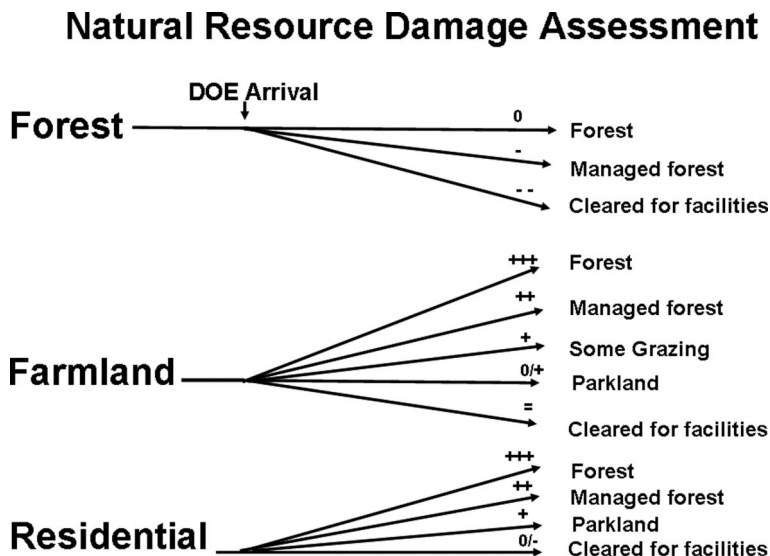 Natural Resource Damage Assessment
DOE Arrival
Forest
0
Forest
-
Managed forest
- -
Cleared for facilities
Farmland
+++
Forest
++
Managed forest
+
Some Grazing
0/+
Parkland
=
Cleared for facilities
Residential
+++
Forest
++
Managed forest
+
Parkland
0/-
Cleared for facilities